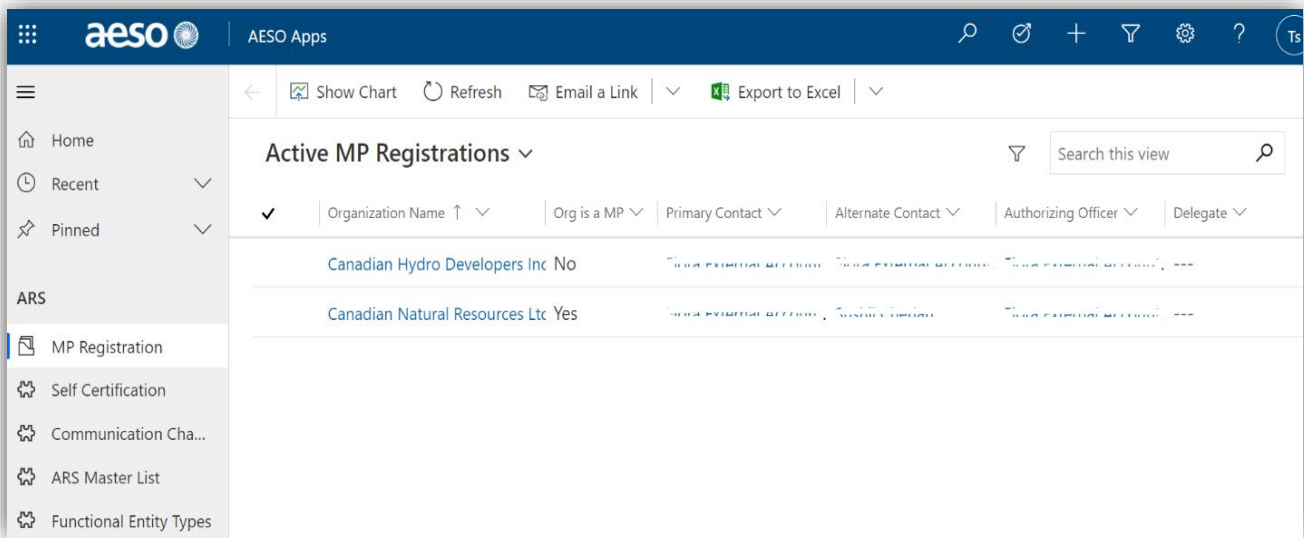 aeso AESO Apps ? Ts
Show Chart Refresh Email a Link Export to Excel
Home
Recent
Pinned
ARS
MP Registration
Self Certification
Communication Cha...
ARS Master List
Functional Entity Types
Active MP Registrations Search this view
Organization Name ↑ Org is a MP Primary Contact Alternate Contact Authorizing Officer Delegate
Canadian Hydro Developers Inc No ---
Canadian Natural Resources Ltd Yes ---